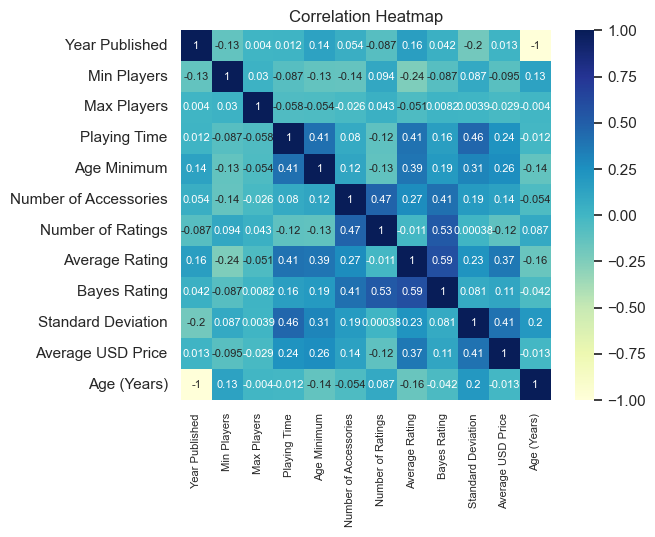 Correlation Heatmap
Year Published 1 -0.13 0.004 0.012 0.14 0.054 -0.087 0.16 0.042 -0.2 0.013 -1
Min Players -0.13 1 0.03 -0.087 -0.13 -0.14 0.094 -0.24 -0.087 0.087 -0.095 0.13
Max Players 0.004 0.03 1 -0.058 -0.054 -0.026 0.043 -0.051 0.0082 0.0039 -0.029 -0.004
Playing Time 0.012 -0.087 -0.058 1 0.41 0.08 -0.12 0.41 0.16 0.46 0.24 -0.012
Age Minimum 0.14 -0.13 -0.054 0.41 1 0.12 -0.13 0.39 0.19 0.31 0.26 -0.14
Number of Accessories 0.054 -0.14 -0.026 0.08 0.12 1 0.47 0.27 0.41 0.19 0.14 -0.054
Number of Ratings -0.087 0.094 0.043 -0.12 -0.13 0.47 1 -0.011 0.53 0.00038 -0.12 0.087
Average Rating 0.16 -0.24 -0.051 0.41 0.39 0.27 -0.011 1 0.59 0.23 0.37 -0.16
Bayes Rating 0.042 -0.087 0.0082 0.16 0.19 0.41 0.53 0.59 1 0.081 0.11 -0.042
Standard Deviation -0.2 0.087 0.0039 0.46 0.31 0.19 0.00038 0.23 0.081 1 0.41 0.2
Average USD Price 0.013 -0.095 -0.029 0.24 0.26 0.14 -0.12 0.37 0.11 0.41 1 -0.013
Age (Years) -1 0.13 -0.004 -0.012 -0.14 -0.054 0.087 -0.16 -0.042 0.2 -0.013 1
Year Published
Min Players
Max Players
Playing Time
Age Minimum
Number of Accessories
Number of Ratings
Average Rating
Bayes Rating
Standard Deviation
Average USD Price
Age (Years)
1.00
0.75
0.50
0.25
0.00
−0.25
−0.50
−0.75
−1.00